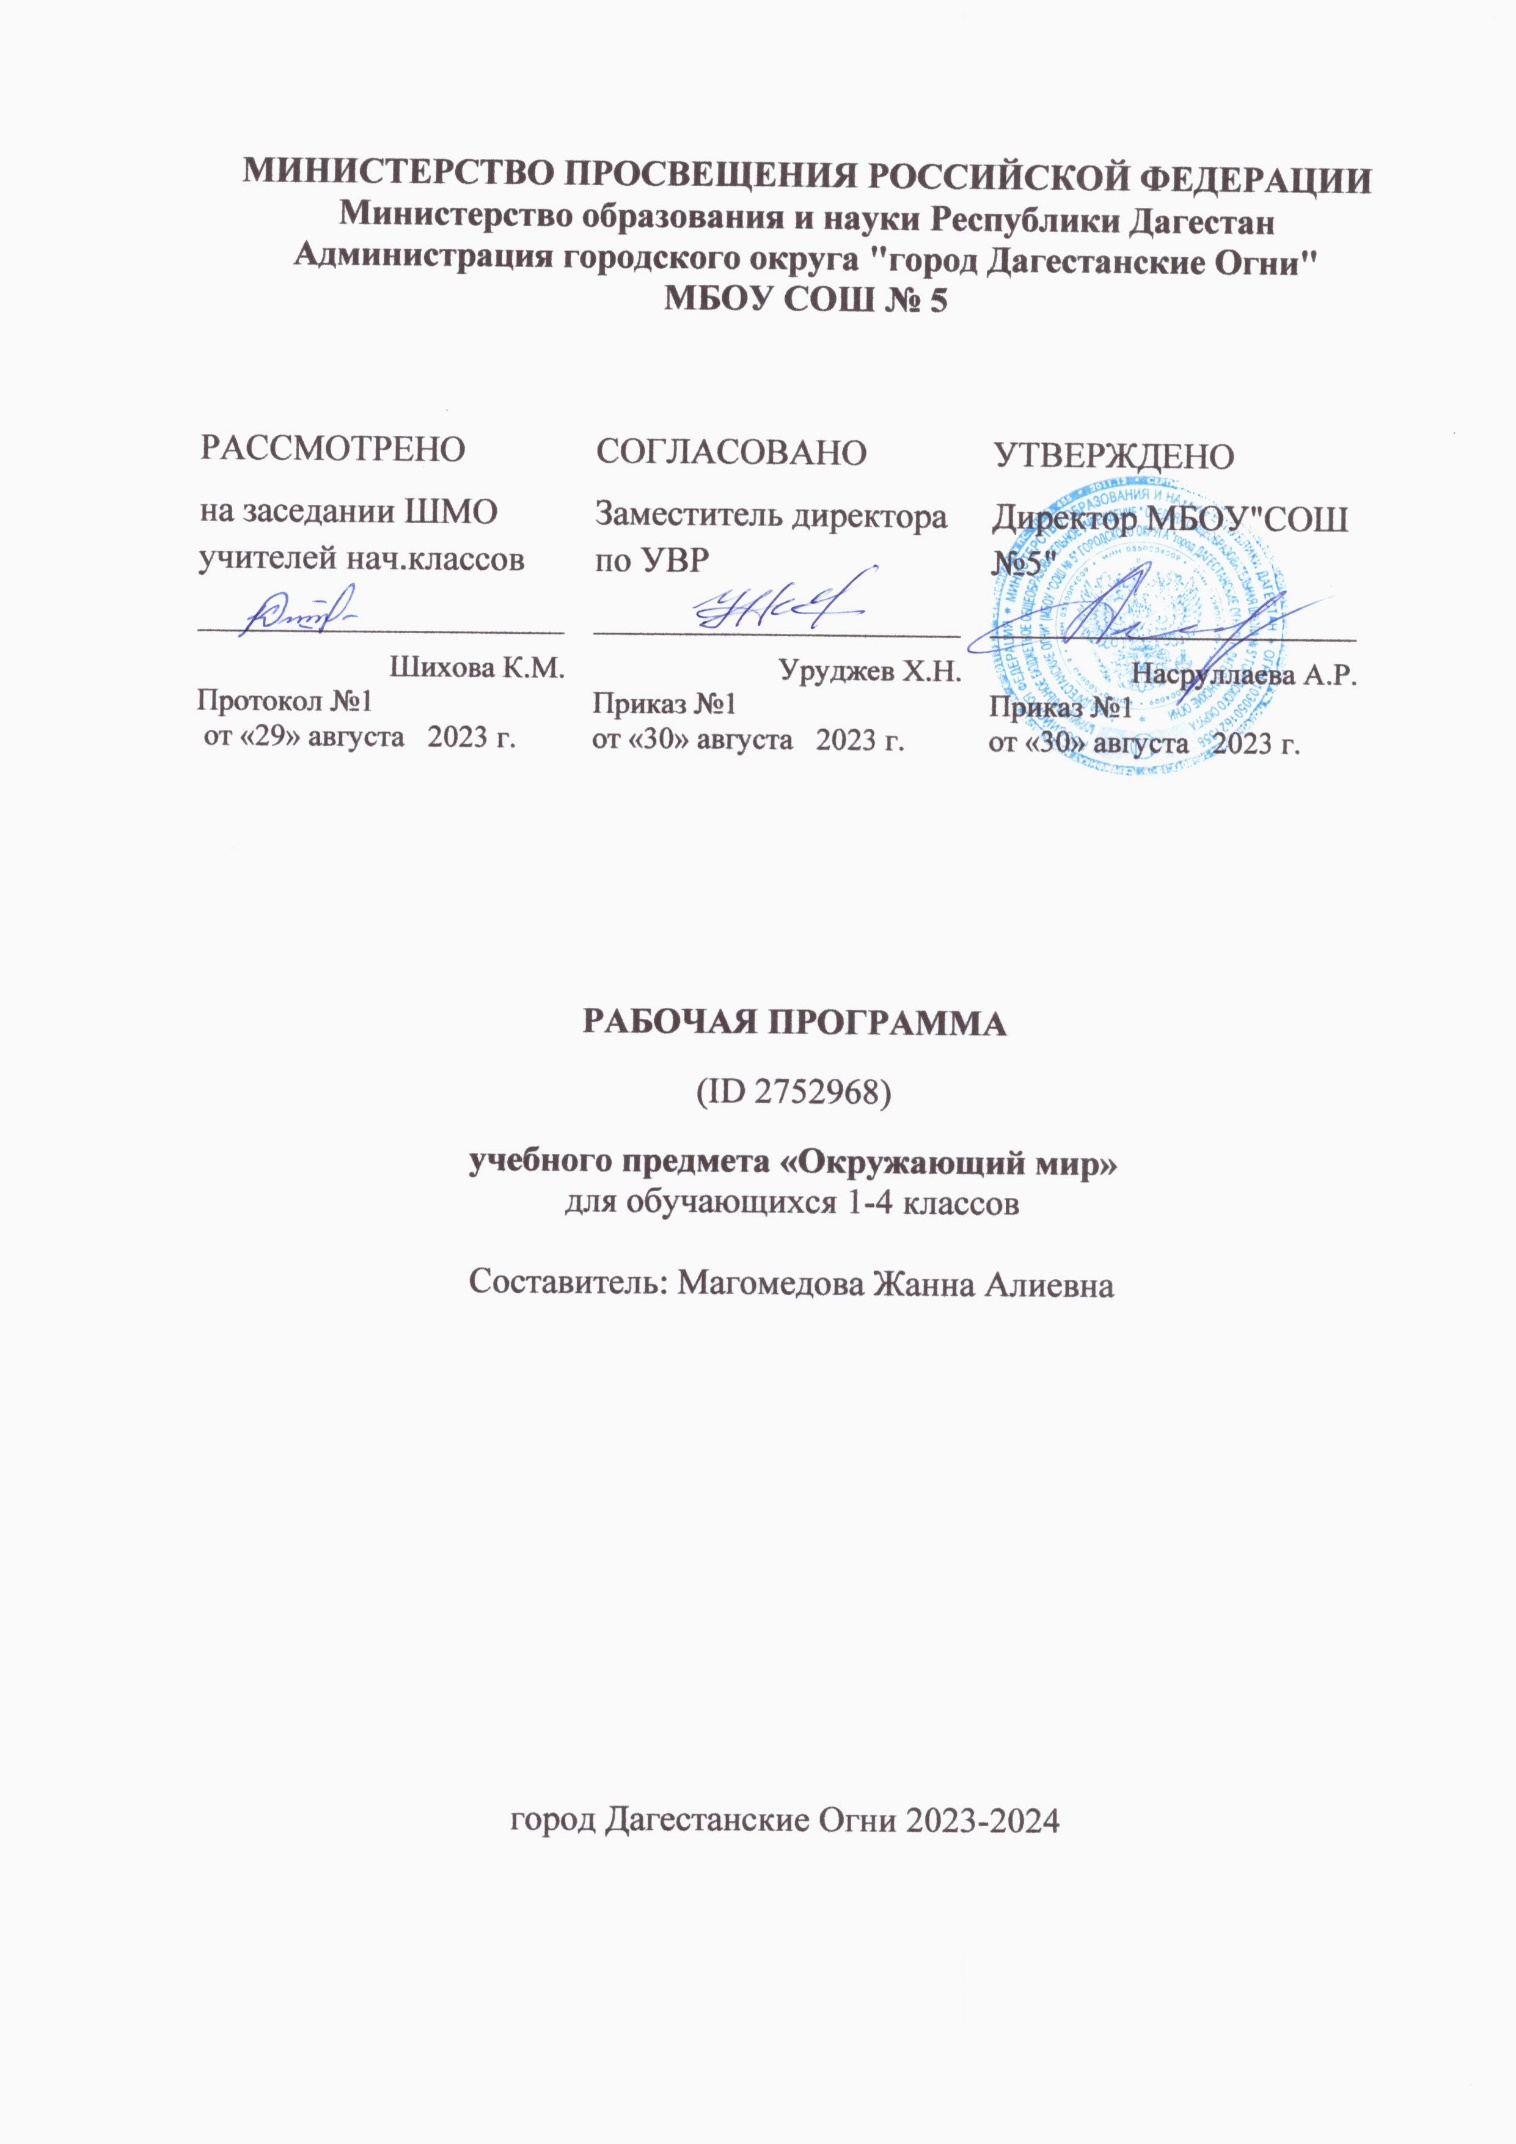 МИНИСТЕРСТВО ПРОСВЕЩЕНИЯ РОССИЙСКОЙ ФЕДЕРАЦИИ
Министерство образования и науки Республики Дагестан
Администрация городского округа "город Дагестанские Огни"
МБОУ СОШ № 5
РАССМОТРЕНО
на заседании ШМО
учителей нач.классов
Шихова К.М.
Протокол №1
от «29» августа 2023 г.
СОГЛАСОВАНО
Заместитель директора
по УВР
Уруджев Х.Н.
Приказ №1
от «30» августа 2023 г.
УТВЕРЖДЕНО
Директор МБОУ"СОШ
№5"
Насруллаева А.Р.
Приказ №1
от «30» августа 2023 г.
РАБОЧАЯ ПРОГРАММА
(ID 2752968)
учебного предмета «Окружающий мир»
для обучающихся 1-4 классов
Составитель: Магомедова Жанна Алиевна
город Дагестанские Огни 2023-2024